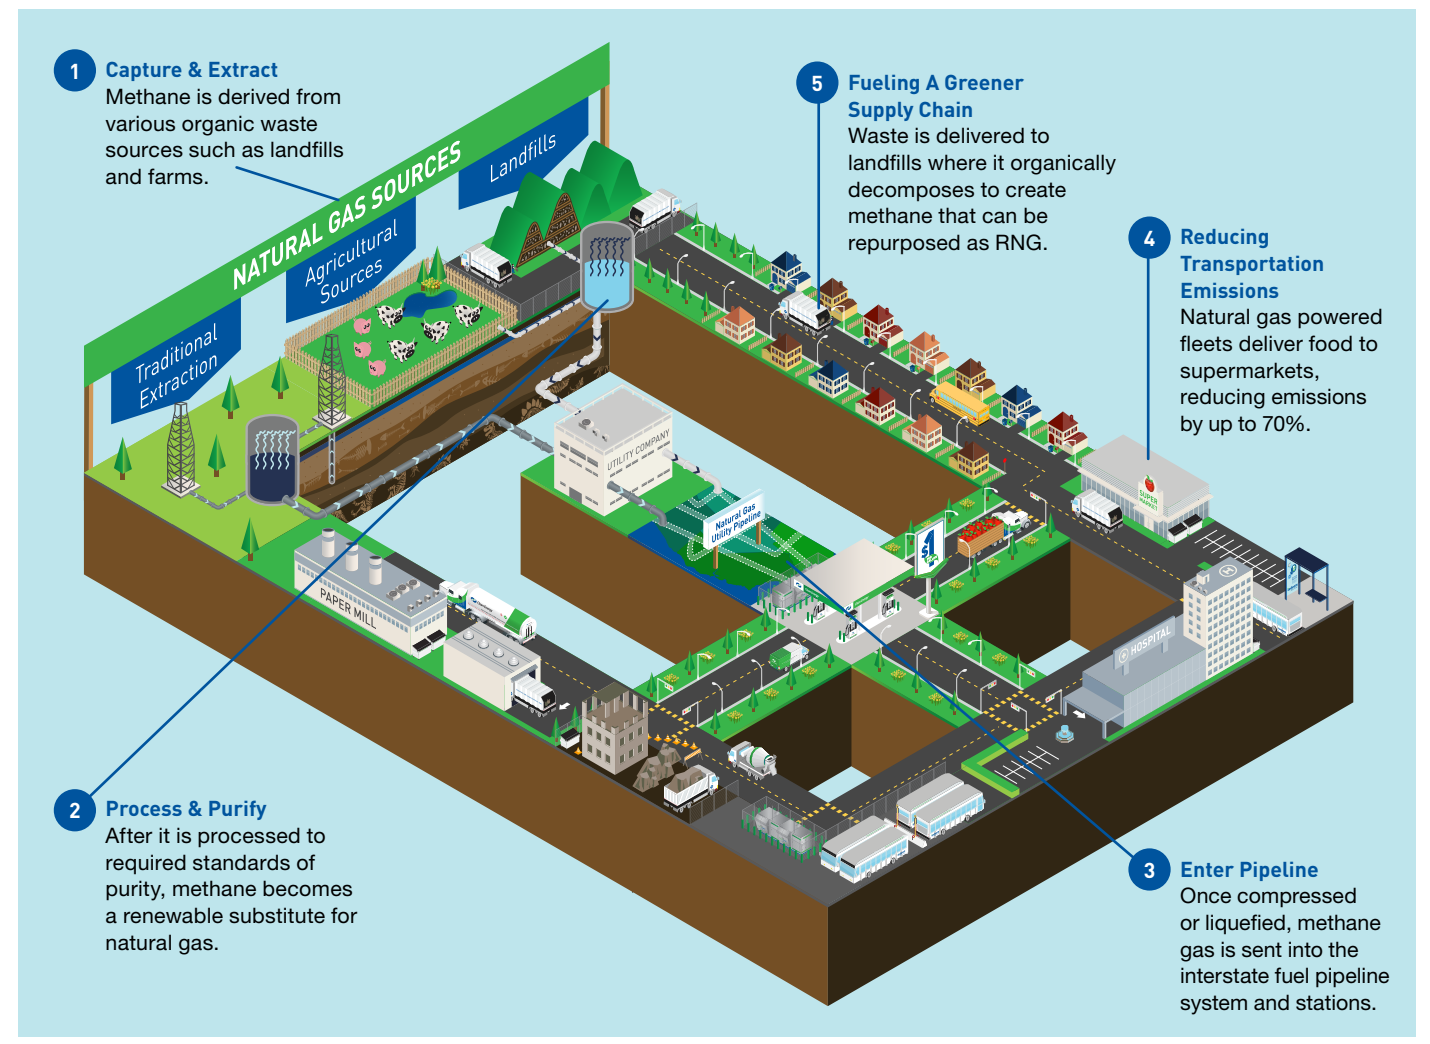 1
Capture & Extract
Methane is derived from
various organic waste
sources such as landfills
and farms.
5
Fueling A Greener
Supply Chain
Waste is delivered to
landfills where it organically
decomposes to create
methane that can be
repurposed as RNG.
4
Reducing
Transportation
Emissions
Natural gas powered
fleets deliver food to
supermarkets,
reducing emissions
by up to 70%.
NATURAL GAS SOURCES
Landfills
Agricultural
Sources
Traditional
Extraction
UTILITY COMPANY
Natural Gas
Utility Pipeline
SUPER
MARKET
$1
PAPER MILL
H
HOSPITAL
2
Process & Purify
After it is processed to
required standards of
purity, methane becomes
a renewable substitute for
natural gas.
3
Enter Pipeline
Once compressed
or liquefied, methane
gas is sent into the
interstate fuel pipeline
system and stations.